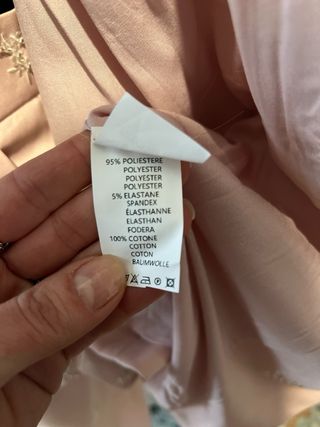 95% POLIESTERE
POLYESTER
POLYESTER
POLYESTER
5% ELASTANE
SPANDEX
ÉLASTHANNE
ELASTHAN
FODERA
100% COTONE
COTTON
COTON
BAUMWOLLE